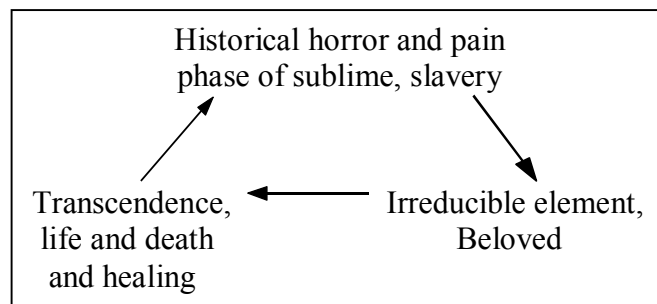 Historical horror and pain
phase of sublime, slavery
Transcendence,
life and death
and healing
Irreducible element,
Beloved